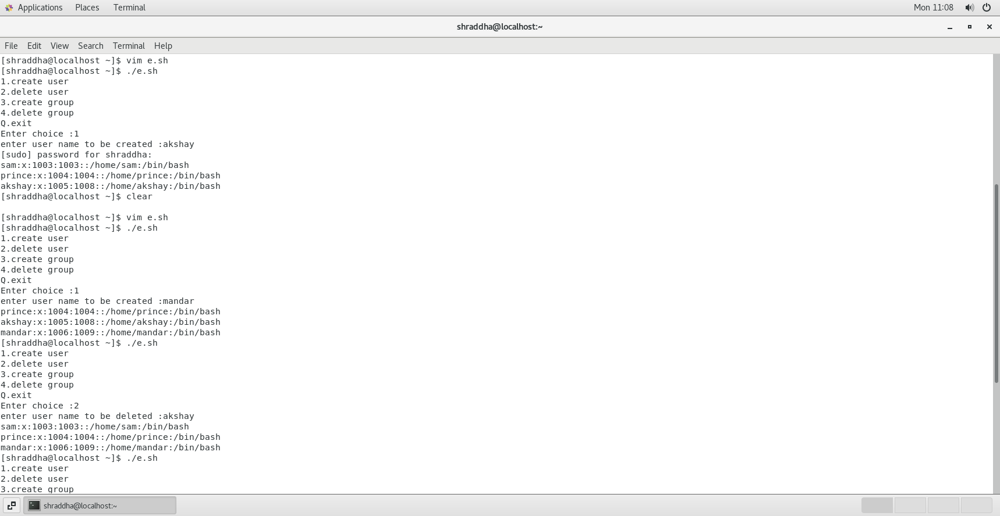 Applications Places Terminal Mon 11:08
shraddha@localhost:~
File Edit View Search Terminal Help
[shraddha@localhost ~]$ vim e.sh
[shraddha@localhost ~]$ ./e.sh
1.create user
2.delete user
3.create group
4.delete group
Q.exit
Enter choice :1
enter user name to be created :akshay
[sudo] password for shraddha:
sam:x:1003:1003::/home/sam:/bin/bash
prince:x:1004:1004::/home/prince:/bin/bash
akshay:x:1005:1008::/home/akshay:/bin/bash
[shraddha@localhost ~]$ clear
[shraddha@localhost ~]$ vim e.sh
[shraddha@localhost ~]$ ./e.sh
1.create user
2.delete user
3.create group
4.delete group
Q.exit
Enter choice :1
enter user name to be created :mandar
prince:x:1004:1004::/home/prince:/bin/bash
akshay:x:1005:1008::/home/akshay:/bin/bash
mandar:x:1006:1009::/home/mandar:/bin/bash
[shraddha@localhost ~]$ ./e.sh
1.create user
2.delete user
3.create group
4.delete group
Q.exit
Enter choice :2
enter user name to be deleted :akshay
sam:x:1003:1003::/home/sam:/bin/bash
prince:x:1004:1004::/home/prince:/bin/bash
mandar:x:1006:1009::/home/mandar:/bin/bash
[shraddha@localhost ~]$ ./e.sh
1.create user
2.delete user
3.create group
shraddha@localhost:~